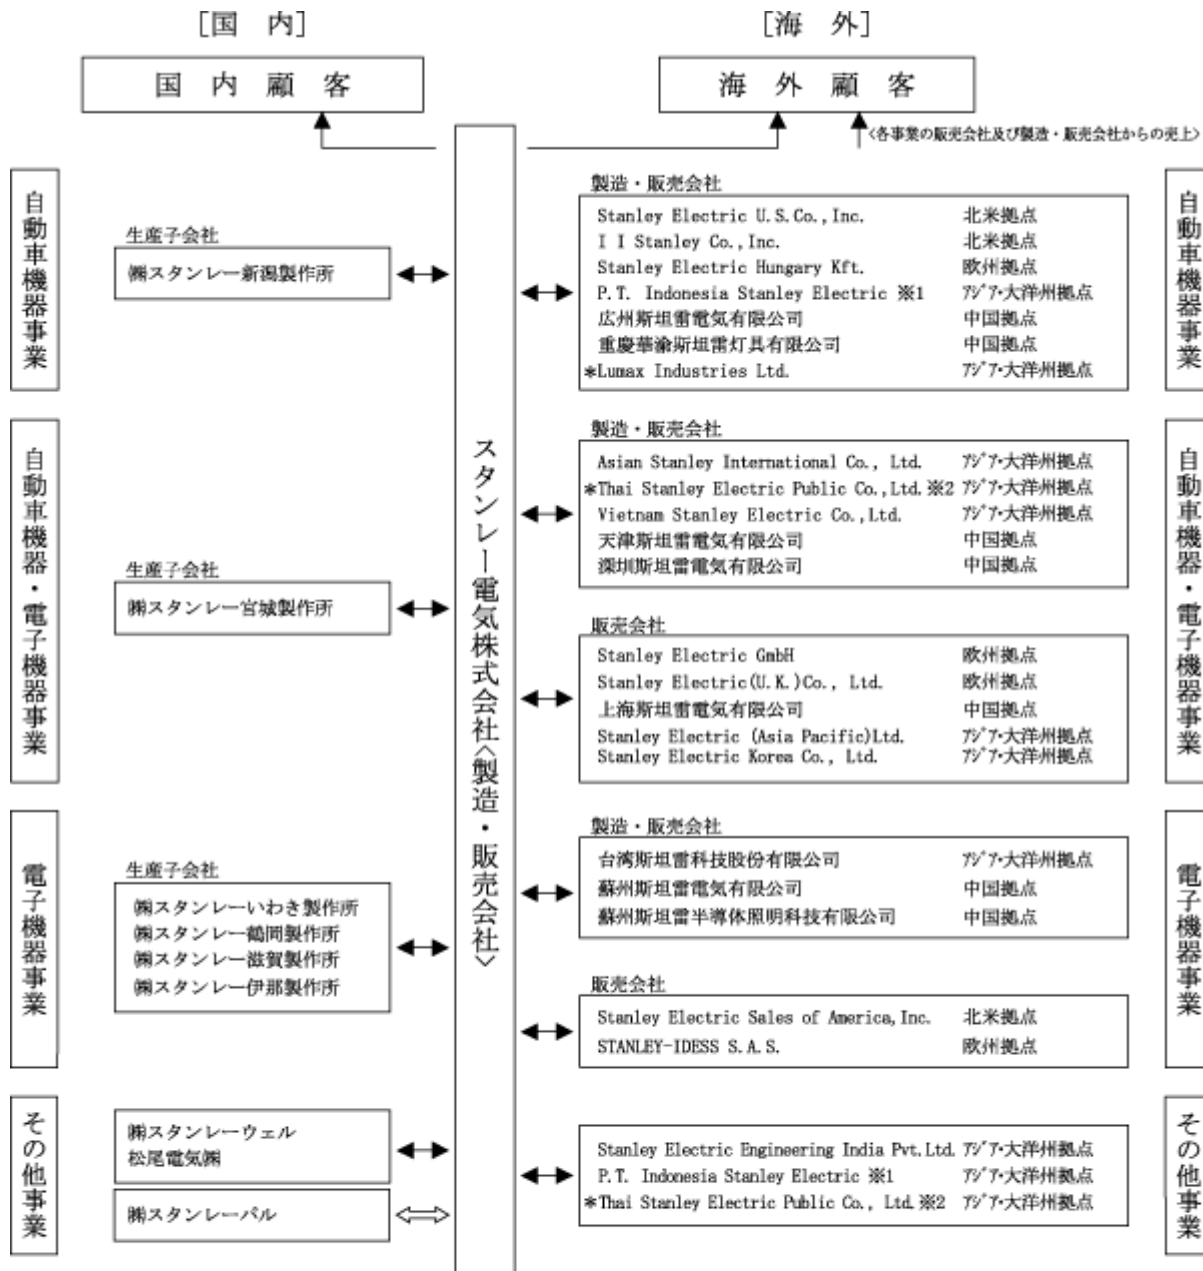 [国　内]
[海　外]
国　内　顧　客
海　外　顧　客
<各事業の販売会社及び製造・販売会社からの売上>
自動車機器事業
生産子会社
㈱スタンレー新潟製作所
製造・販売会社
Stanley Electric U.S.Co.,Inc.　北米拠点
I I Stanley Co.,Inc.　北米拠点
Stanley Electric Hungary Kft.　欧州拠点
P.T. Indonesia Stanley Electric ※1　ｱｼﾞｱ・大洋州拠点
広州斯坦雷電気有限公司　中国拠点
重慶華渝斯坦雷灯具有限公司　中国拠点
*Lumax Industries Ltd.　ｱｼﾞｱ・大洋州拠点
自動車機器事業
スタンレー電気株式会社<製造・販売会社>
自動車機器・電子機器事業
生産子会社
㈱スタンレー宮城製作所
製造・販売会社
Asian Stanley International Co., Ltd.　ｱｼﾞｱ・大洋州拠点
*Thai Stanley Electric Public Co.,Ltd.※2　ｱｼﾞｱ・大洋州拠点
Vietnam Stanley Electric Co.,Ltd.　ｱｼﾞｱ・大洋州拠点
天津斯坦雷電気有限公司　中国拠点
深圳斯坦雷電気有限公司　中国拠点
販売会社
Stanley Electric GmbH　欧州拠点
Stanley Electric(U.K.)Co., Ltd.　欧州拠点
上海斯坦雷電気有限公司　中国拠点
Stanley Electric (Asia Pacific)Ltd.　ｱｼﾞｱ・大洋州拠点
Stanley Electric Korea Co., Ltd.　ｱｼﾞｱ・大洋州拠点
自動車機器・電子機器事業
電子機器事業
生産子会社
㈱スタンレーいわき製作所
㈱スタンレー鶴岡製作所
㈱スタンレー滋賀製作所
㈱スタンレー伊那製作所
製造・販売会社
台湾斯坦雷科技股份有限公司　ｱｼﾞｱ・大洋州拠点
蘇州斯坦雷電気有限公司　中国拠点
蘇州斯坦雷半導体照明科技有限公司　中国拠点
販売会社
Stanley Electric Sales of America,Inc.　北米拠点
STANLEY-IDESS S.A.S.　欧州拠点
電子機器事業
その他事業
㈱スタンレーウェル
松尾電気㈱
㈱スタンレーパル
Stanley Electric Engineering India Pvt.Ltd.　ｱｼﾞｱ・大洋州拠点
P.T. Indonesia Stanley Electric ※1　ｱｼﾞｱ・大洋州拠点
*Thai Stanley Electric Public Co., Ltd.※2　ｱｼﾞｱ・大洋州拠点
その他事業